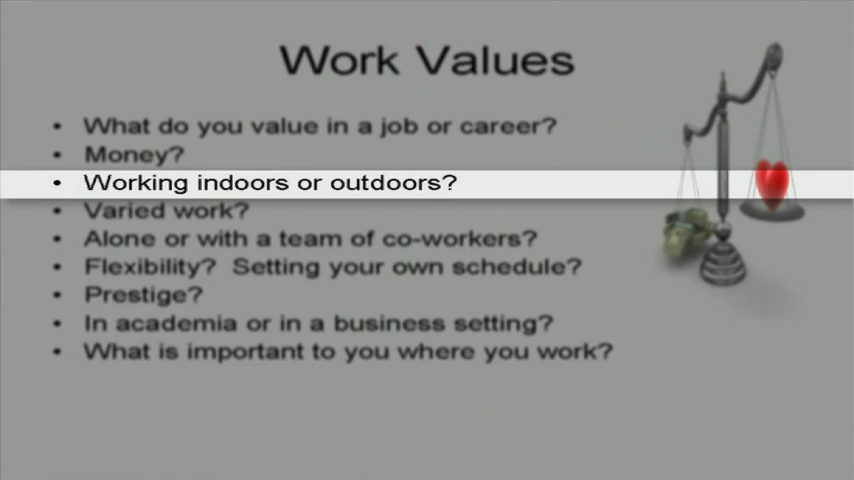 Work Values
• What do you value in a job or career?
• Money?
• Working indoors or outdoors?
• Varied work?
• Alone or with a team of co-workers?
• Flexibility?  Setting your own schedule?
• Prestige?
• In academia or in a business setting?
• What is important to you where you work?